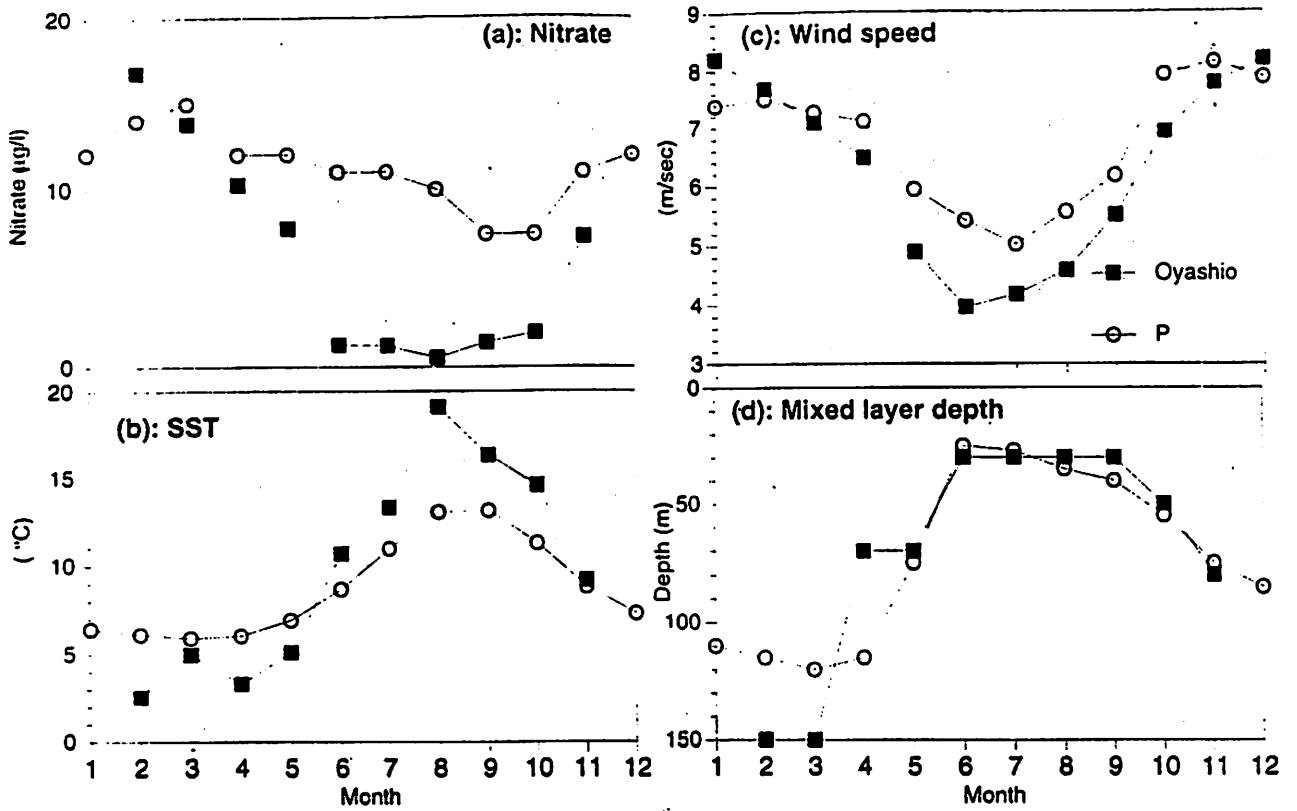 (a): Nitrate
Nitrate (µg/l)
20
10
0
(c): Wind speed
(m/sec)
9
8
7
6
5
4
3
Oyashio
P
(b): SST
( °C)
20
15
10
5
0
1 2 3 4 5 6 7 8 9 10 11 12
Month
(d): Mixed layer depth
Depth (m)
0
50
100
150
1 2 3 4 5 6 7 8 9 10 11 12
Month